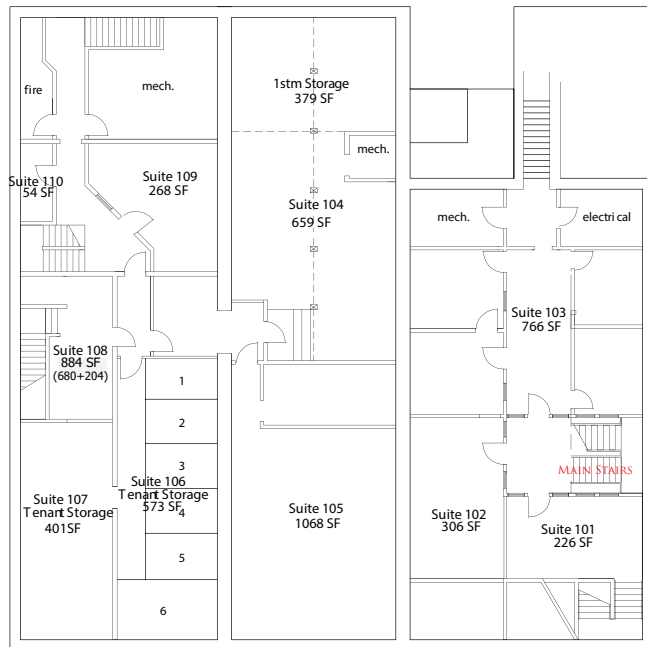 fire
mech.
1stm Storage
379 SF
mech.
Suite 110
54 SF
Suite 109
268 SF
Suite 104
659 SF
mech.
electrical
Suite 103
766 SF
Suite 108
884 SF
(680+204)
1
2
3
Suite 106
Tenant Storage
573 SF
4
5
6
Suite 107
Tenant Storage
401SF
Suite 105
1068 SF
MAIN STAIRS
Suite 102
306 SF
Suite 101
226 SF